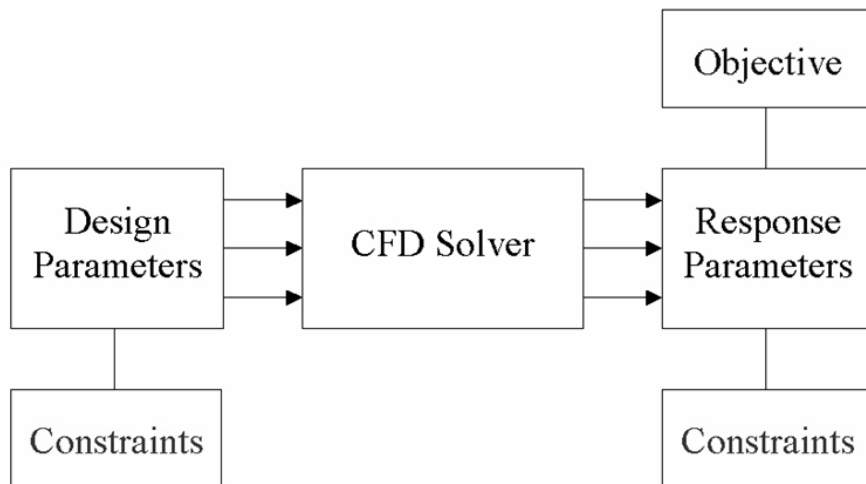 Objective
Design
Parameters
CFD Solver
Response
Parameters
Constraints
Constraints